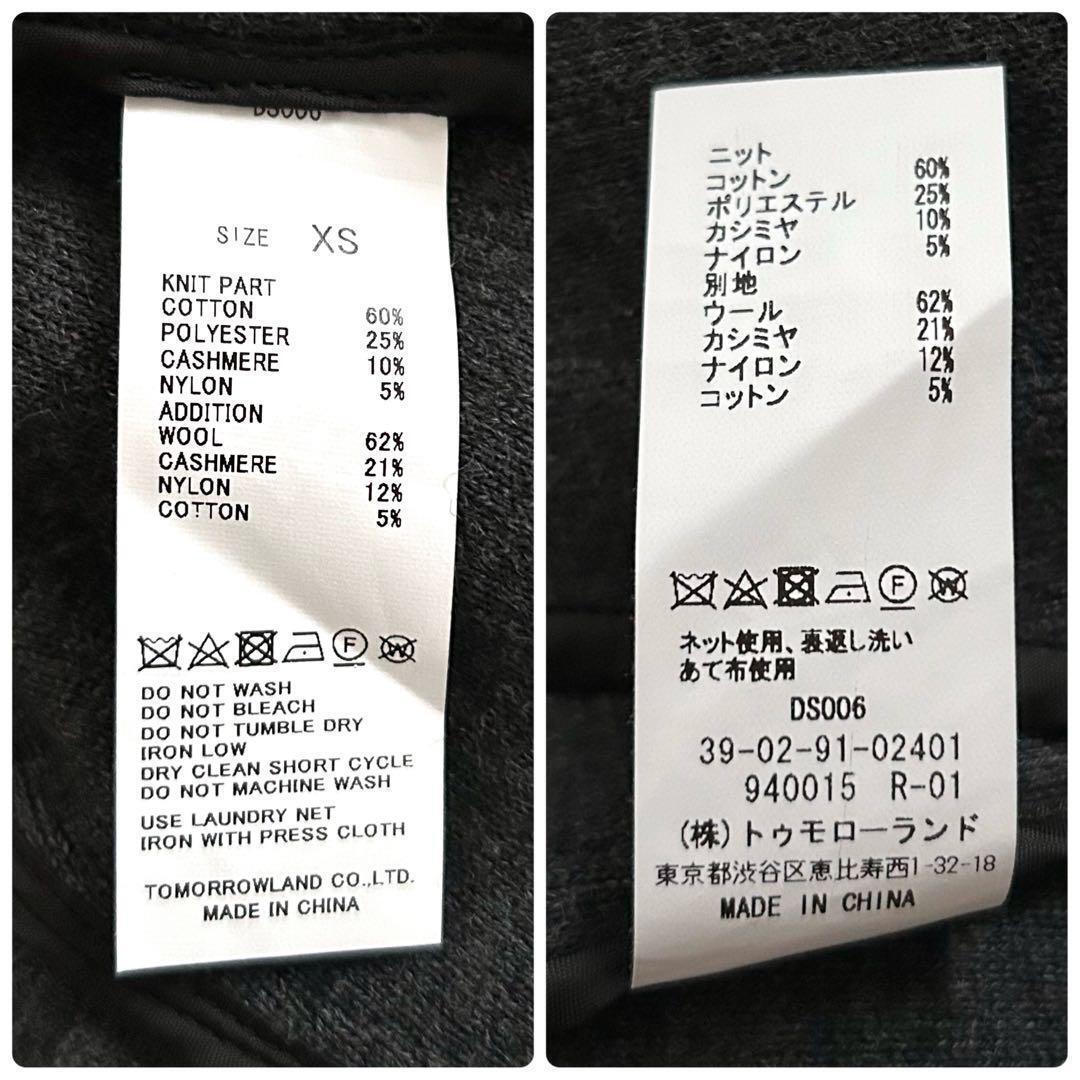 DS006
SIZE XS
KNIT PART
COTTON 60%
POLYESTER 25%
CASHMERE 10%
NYLON 5%
ADDITION
WOOL 62%
CASHMERE 21%
NYLON 12%
COTTON 5%
F W
DO NOT WASH
DO NOT BLEACH
DO NOT TUMBLE DRY
IRON LOW
DRY CLEAN SHORT CYCLE
DO NOT MACHINE WASH
USE LAUNDRY NET
IRON WITH PRESS CLOTH
TOMORROWLAND CO.,LTD.
MADE IN CHINA
ニット
コットン 60%
ポリエステル 25%
カシミヤ 10%
ナイロン 5%
別地
ウール 62%
カシミヤ 21%
ナイロン 12%
コットン 5%
F W
ネット使用、裏返し洗い
あて布使用
DS006
39-02-91-02401
940015 R-01
(株)トゥモローランド
東京都渋谷区恵比寿西1-32-18
MADE IN CHINA